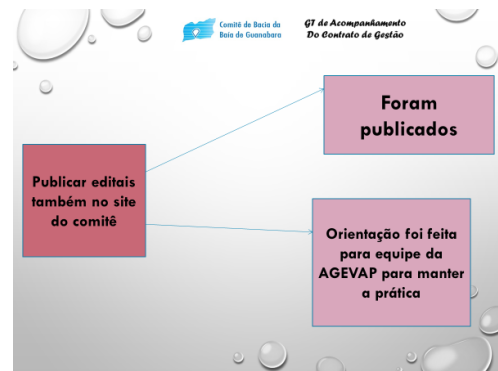 Comitê de Bacia da
Baía de Guanabara
GT de Acompanhamento
Do Contrato de Gestão
Foram
publicados
Publicar editais
também no site
do comitê
Orientação foi feita
para equipe da
AGEVAP para manter
a prática